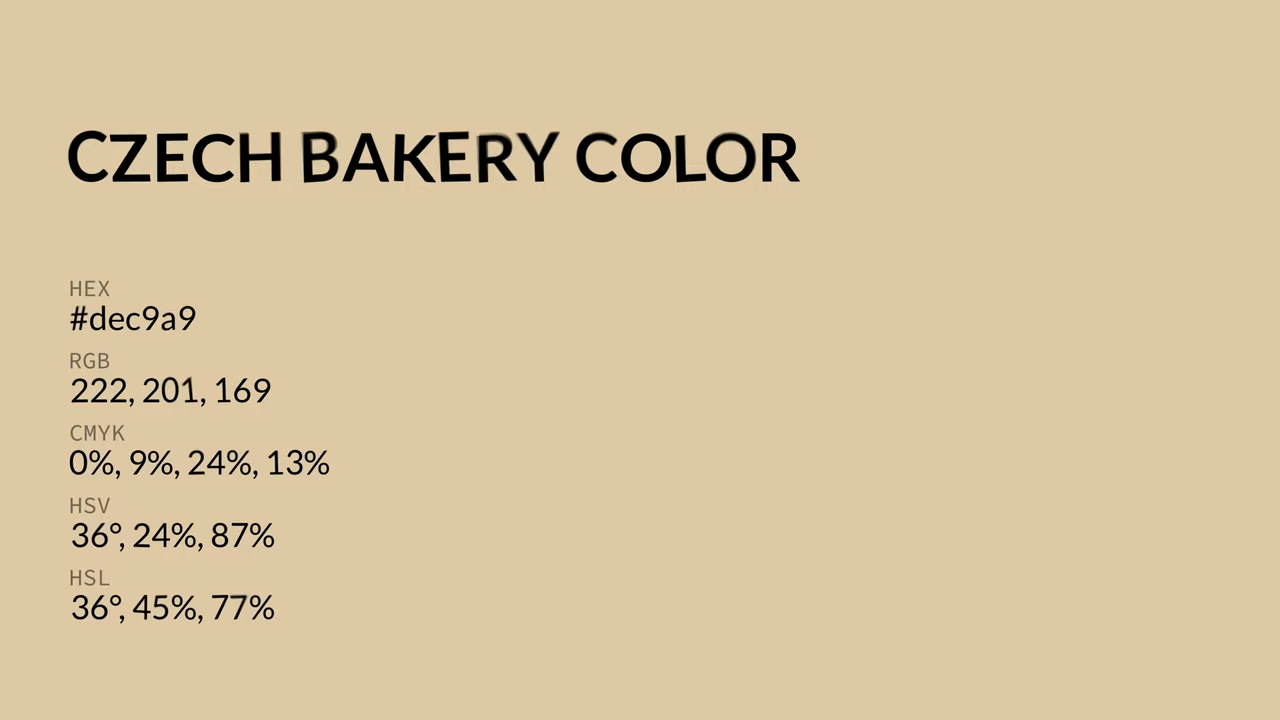 CZECH BAKERY COLOR
HEX
#dec9a9
RGB
222, 201, 169
CMYK
0%, 9%, 24%, 13%
HSV
36°, 24%, 87%
HSL
36°, 45%, 77%